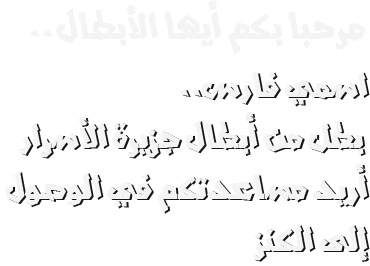 مرحبا بكم أيها الأبطال..
اسمي فارس..
بطل من أبطال جزيرة الأسرار
أريد مساعدتكم في الوصول
إلى الكنز